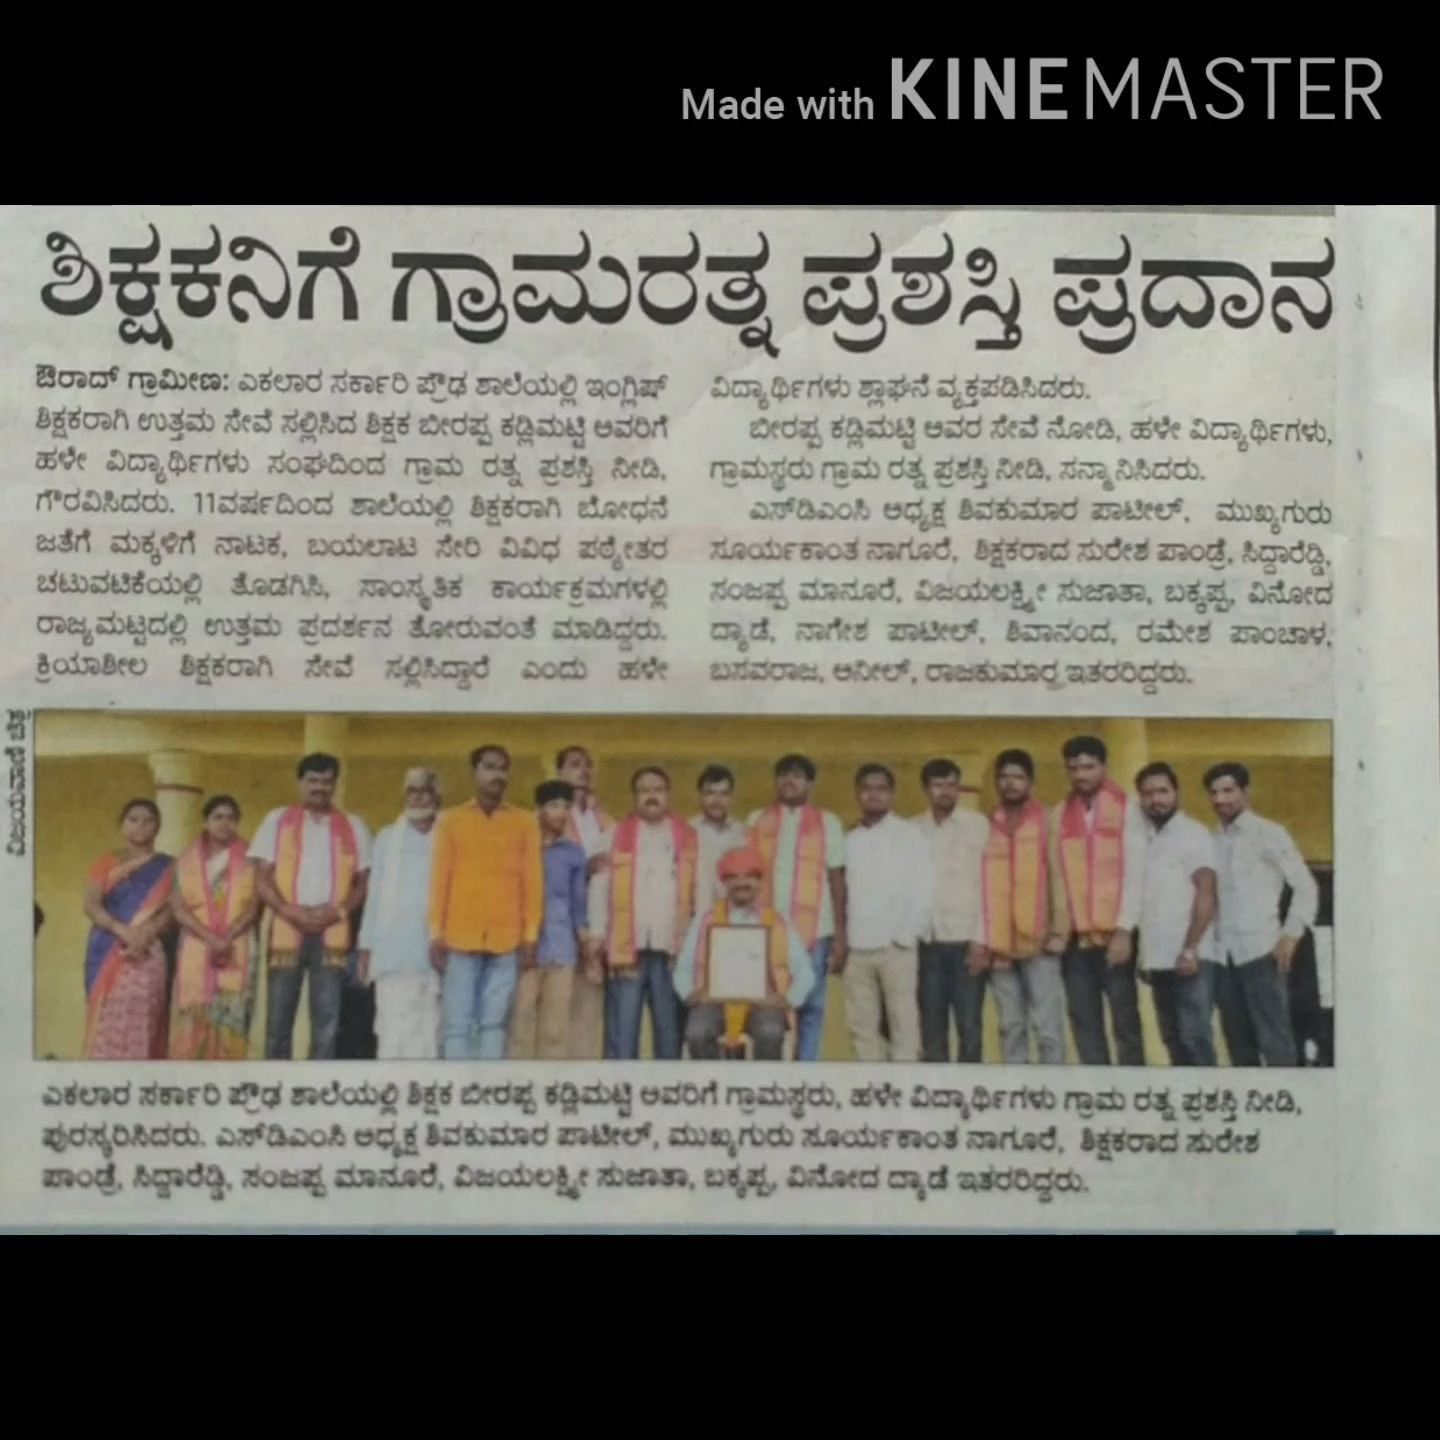 Made with KINEMASTER
ಶಿಕ್ಷಕನಿಗೆ ಗ್ರಾಮರತ್ನ ಪ್ರಶಸ್ತಿ ಪ್ರದಾನ
ಔರಾದ್ ಗ್ರಾಮೀಣ: ಎಕಲಾರ ಸರ್ಕಾರಿ ಪ್ರೌಢ ಶಾಲೆಯಲ್ಲಿ ಇಂಗ್ಲಿಷ್
ಶಿಕ್ಷಕರಾಗಿ ಉತ್ತಮ ಸೇವೆ ಸಲ್ಲಿಸಿದ ಶಿಕ್ಷಕ ಬೀರಪ್ಪ ಕಡ್ಲಿಮಟ್ಟಿ ಅವರಿಗೆ
ಹಳೇ ವಿದ್ಯಾರ್ಥಿಗಳು ಸಂಘದಿಂದ ಗ್ರಾಮ ರತ್ನ ಪ್ರಶಸ್ತಿ ನೀಡಿ,
ಗೌರವಿಸಿದರು. 11ವರ್ಷದಿಂದ ಶಾಲೆಯಲ್ಲಿ ಶಿಕ್ಷಕರಾಗಿ ಬೋಧನೆ
ಜತೆಗೆ ಮಕ್ಕಳಿಗೆ ನಾಟಕ, ಬಯಲಾಟ ಸೇರಿ ವಿವಿಧ ಪಠ್ಯೇತರ
ಚಟುವಟಿಕೆಯಲ್ಲಿ ತೊಡಗಿಸಿ, ಸಾಂಸ್ಕೃತಿಕ ಕಾರ್ಯಕ್ರಮಗಳಲ್ಲಿ
ರಾಜ್ಯಮಟ್ಟದಲ್ಲಿ ಉತ್ತಮ ಪ್ರದರ್ಶನ ತೋರುವಂತೆ ಮಾಡಿದ್ದರು.
ಕ್ರಿಯಾಶೀಲ ಶಿಕ್ಷಕರಾಗಿ ಸೇವೆ ಸಲ್ಲಿಸಿದ್ದಾರೆ ಎಂದು ಹಳೇ
ವಿದ್ಯಾರ್ಥಿಗಳು ಶ್ಲಾಘನೆ ವ್ಯಕ್ತಪಡಿಸಿದರು.
ಬೀರಪ್ಪ ಕಡ್ಲಿಮಟ್ಟಿ ಅವರ ಸೇವೆ ನೋಡಿ, ಹಳೇ ವಿದ್ಯಾರ್ಥಿಗಳು,
ಗ್ರಾಮಸ್ಥರು ಗ್ರಾಮ ರತ್ನ ಪ್ರಶಸ್ತಿ ನೀಡಿ, ಸನ್ಮಾನಿಸಿದರು.
ಎಸ್‌ಡಿಎಂಸಿ ಅಧ್ಯಕ್ಷ ಶಿವಕುಮಾರ ಪಾಟೀಲ್, ಮುಖ್ಯಗುರು
ಸೂರ್ಯಕಾಂತ ನಾಗೂರೆ, ಶಿಕ್ಷಕರಾದ ಸುರೇಶ ಪಾಂಡ್ರೆ, ಸಿದ್ದಾರೆಡ್ಡಿ,
ಸಂಜಪ್ಪ ಮಾನೂರೆ, ವಿಜಯಲಕ್ಷ್ಮೀ ಸುಜಾತಾ, ಬಕ್ಕಪ್ಪ, ವಿನೋದ
ದ್ಯಾಡೆ, ನಾಗೇಶ ಪಾಟೀಲ್, ಶಿವಾನಂದ, ರಮೇಶ ಪಾಂಚಾಳ,
ಬಸವರಾಜ, ಅನೀಲ್, ರಾಜಕುಮಾರ್ ಇತರರಿದ್ದರು.
ವಿಜಯವಾಣಿ ಚಿತ್ರ
ಎಕಲಾರ ಸರ್ಕಾರಿ ಪ್ರೌಢ ಶಾಲೆಯಲ್ಲಿ ಶಿಕ್ಷಕ ಬೀರಪ್ಪ ಕಡ್ಲಿಮಟ್ಟಿ ಅವರಿಗೆ ಗ್ರಾಮಸ್ಥರು, ಹಳೇ ವಿದ್ಯಾರ್ಥಿಗಳು ಗ್ರಾಮ ರತ್ನ ಪ್ರಶಸ್ತಿ ನೀಡಿ,
ಪುರಸ್ಕರಿಸಿದರು. ಎಸ್‌ಡಿಎಂಸಿ ಅಧ್ಯಕ್ಷ ಶಿವಕುಮಾರ ಪಾಟೀಲ್, ಮುಖ್ಯಗುರು ಸೂರ್ಯಕಾಂತ ನಾಗೂರೆ, ಶಿಕ್ಷಕರಾದ ಸುರೇಶ
ಪಾಂಡ್ರೆ, ಸಿದ್ದಾರೆಡ್ಡಿ, ಸಂಜಪ್ಪ ಮಾನೂರೆ, ವಿಜಯಲಕ್ಷ್ಮೀ ಸುಜಾತಾ, ಬಕ್ಕಪ್ಪ, ವಿನೋದ ದ್ಯಾಡೆ ಇತರರಿದ್ದರು.